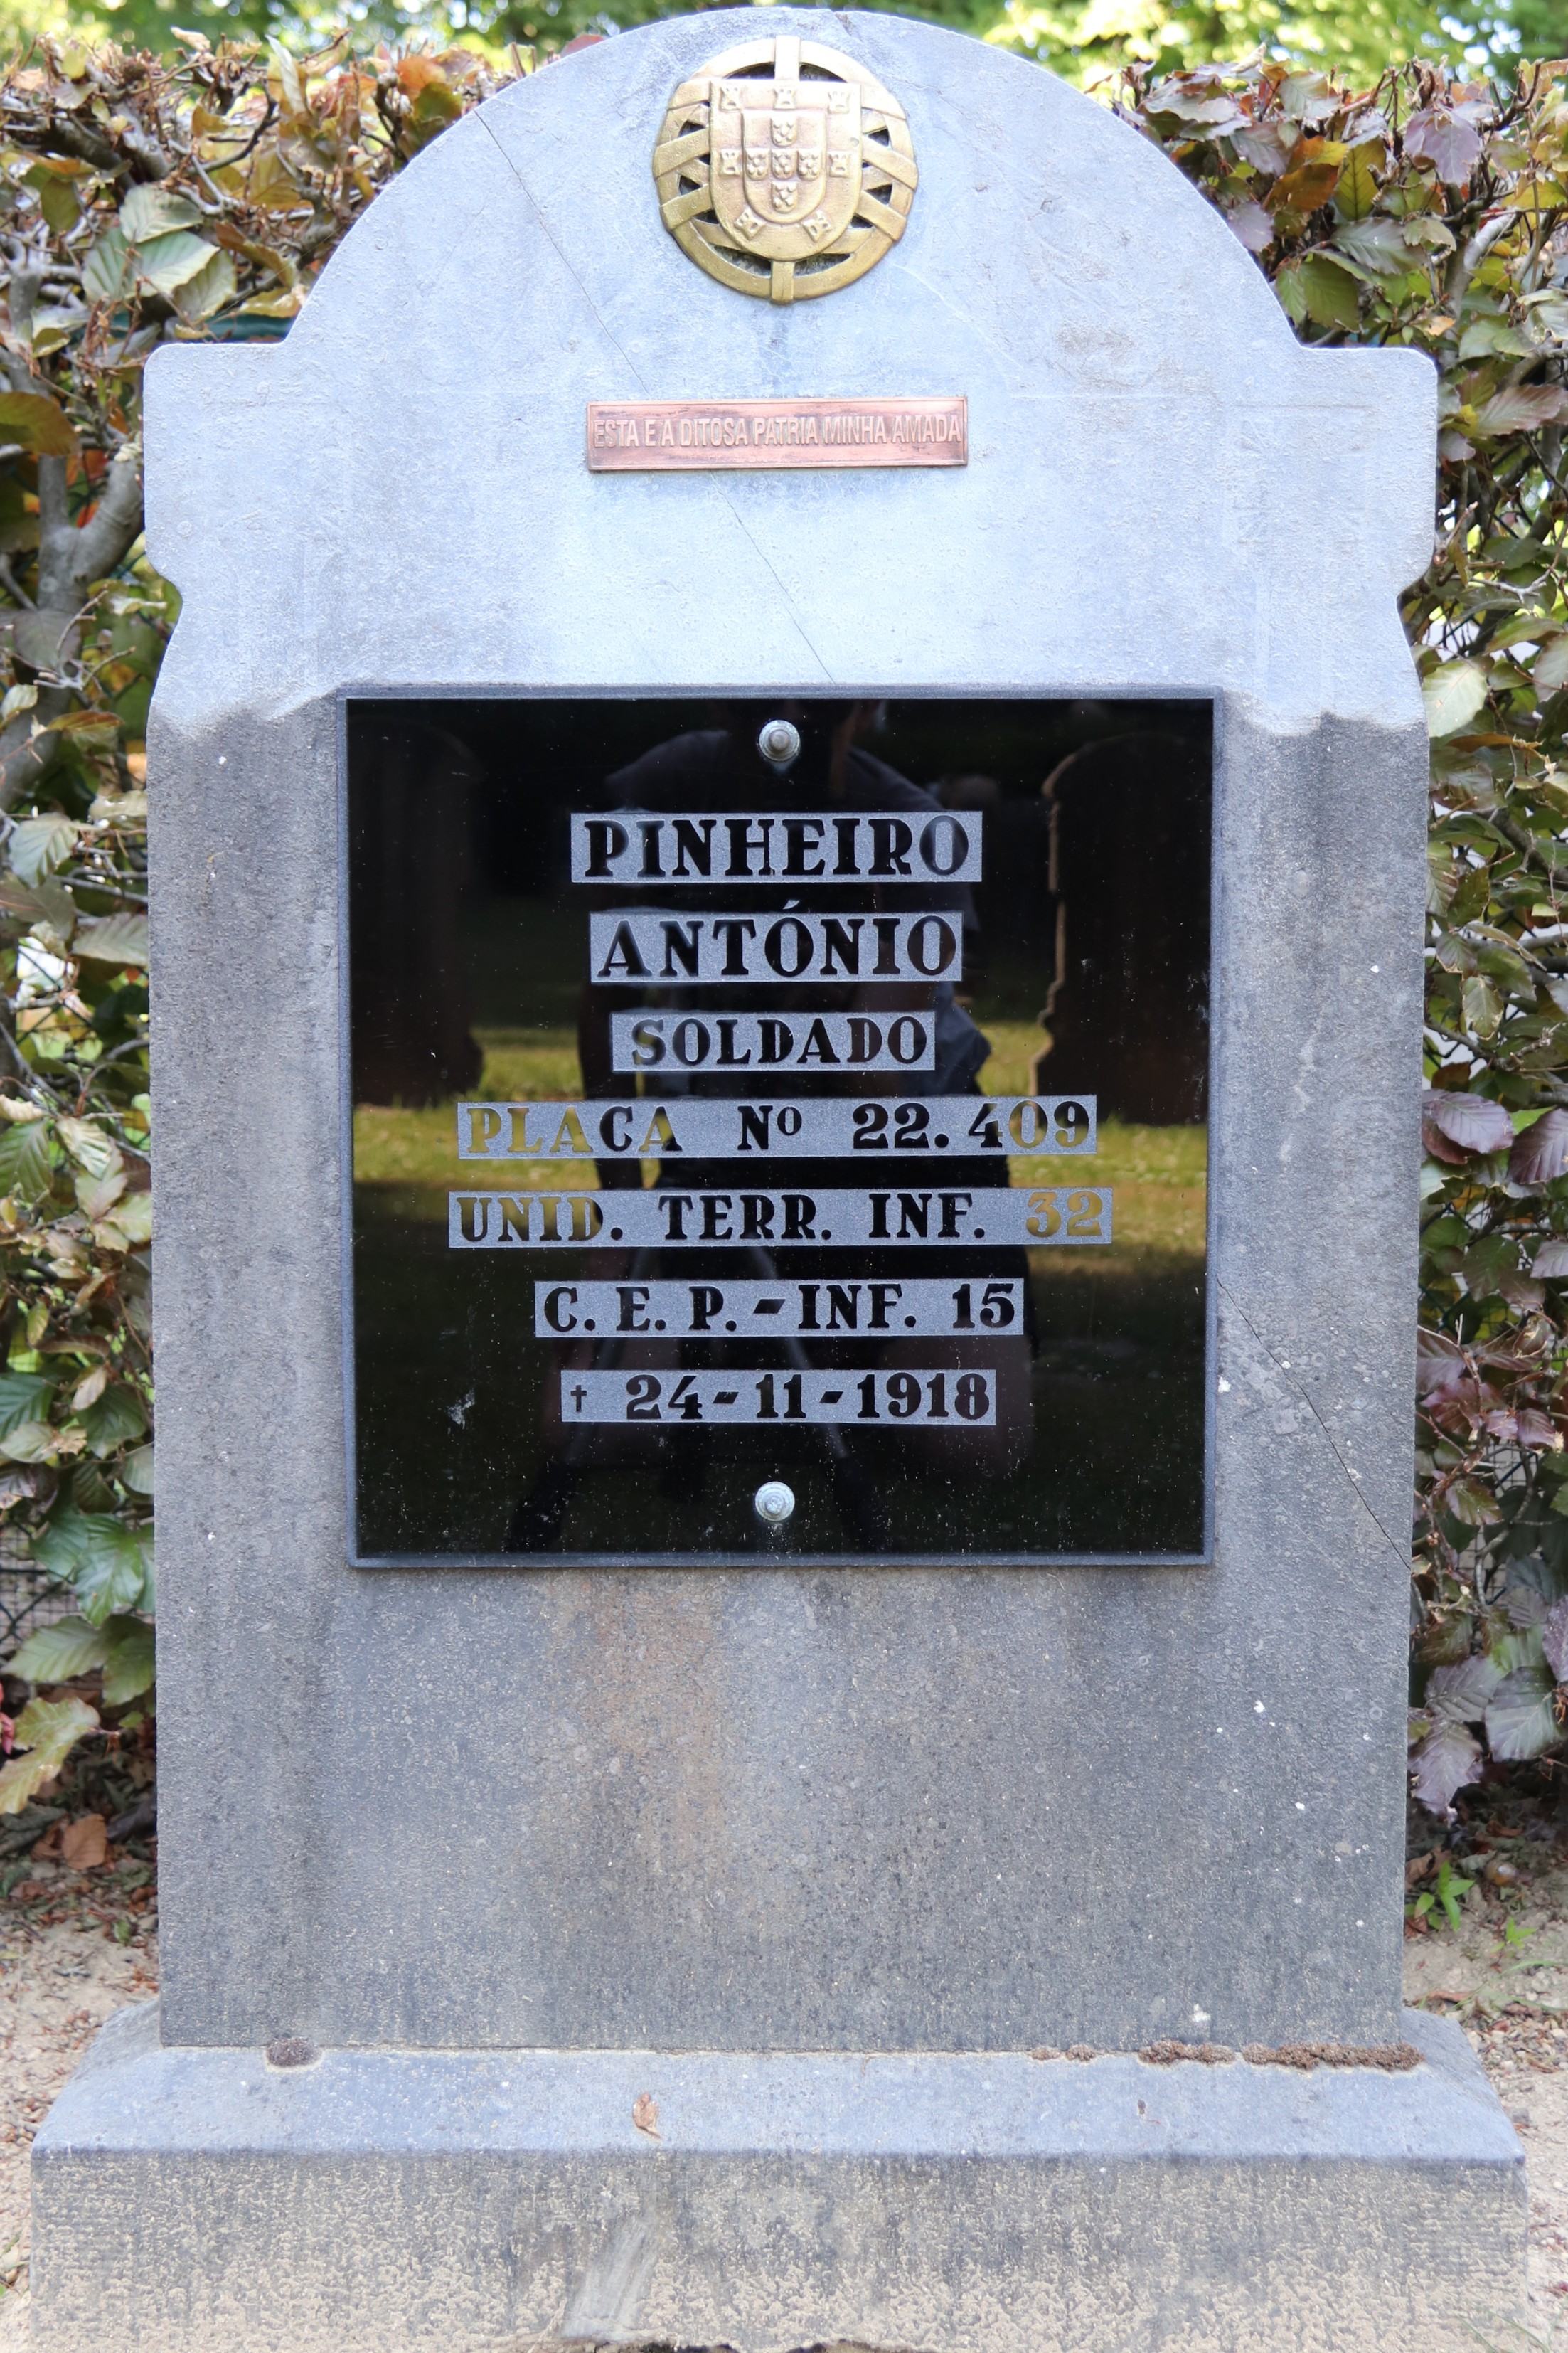 ESTA E A DITOSA PATRIA MINHA AMADA
PINHEIRO
ANTÓNIO
SOLDADO
PLACA Nº 22.409
UNID. TERR. INF. 32
C. E. P. - INF. 15
† 24-11-1918